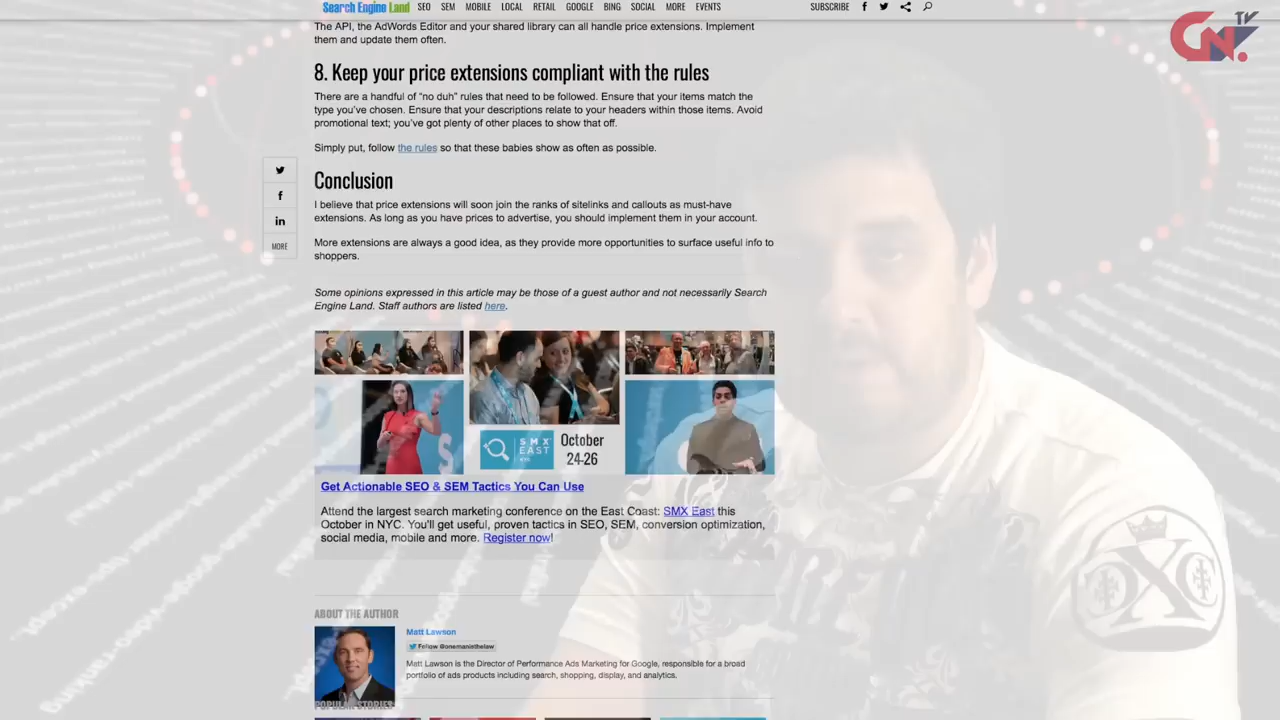 Search Engine Land SEO SEM MOBILE LOCAL RETAIL GOOGLE BING SOCIAL MORE EVENTS SUBSCRIBE
GN. TV
The API, the AdWords Editor and your shared library can all handle price extensions. Implement
them and update them often.
8. Keep your price extensions compliant with the rules
There are a handful of “no duh” rules that need to be followed. Ensure that your items match the
type you’ve chosen. Ensure that your descriptions relate to your headers within those items. Avoid
promotional text; you’ve got plenty of other places to show that off.
Simply put, follow the rules so that these babies show as often as possible.
MORE
Conclusion
I believe that price extensions will soon join the ranks of sitelinks and callouts as must-have
extensions. As long as you have prices to advertise, you should implement them in your account.
More extensions are always a good idea, as they provide more opportunities to surface useful info to
shoppers.
Some opinions expressed in this article may be those of a guest author and not necessarily Search
Engine Land. Staff authors are listed here.
SMX
EAST
October
24-26
Get Actionable SEO & SEM Tactics You Can Use
Attend the largest search marketing conference on the East Coast: SMX East this
October in NYC. You'll get useful, proven tactics in SEO, SEM, conversion optimization,
social media, mobile and more. Register now!
ABOUT THE AUTHOR
Matt Lawson
Follow @onemaninthelaw
Matt Lawson is the Director of Performance Ads Marketing for Google, responsible for a broad
portfolio of ads products including search, shopping, display, and analytics.
POPULAR STORIES